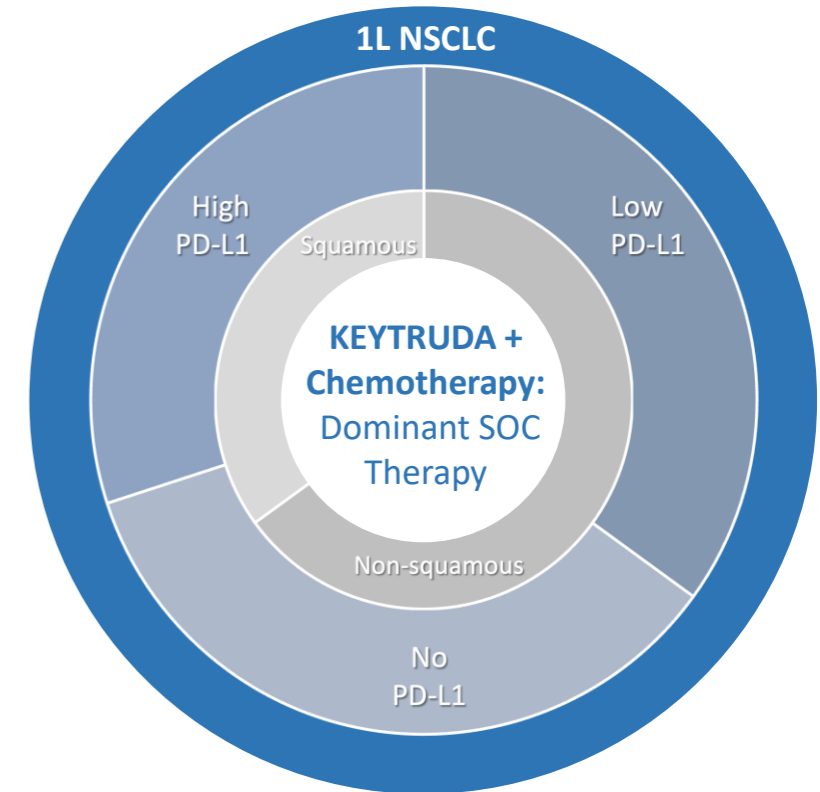 1L NSCLC
High
PD-L1
Low
PD-L1
Squamous
KEYTRUDA +
Chemotherapy:
Dominant SOC
Therapy
Non-squamous
No
PD-L1